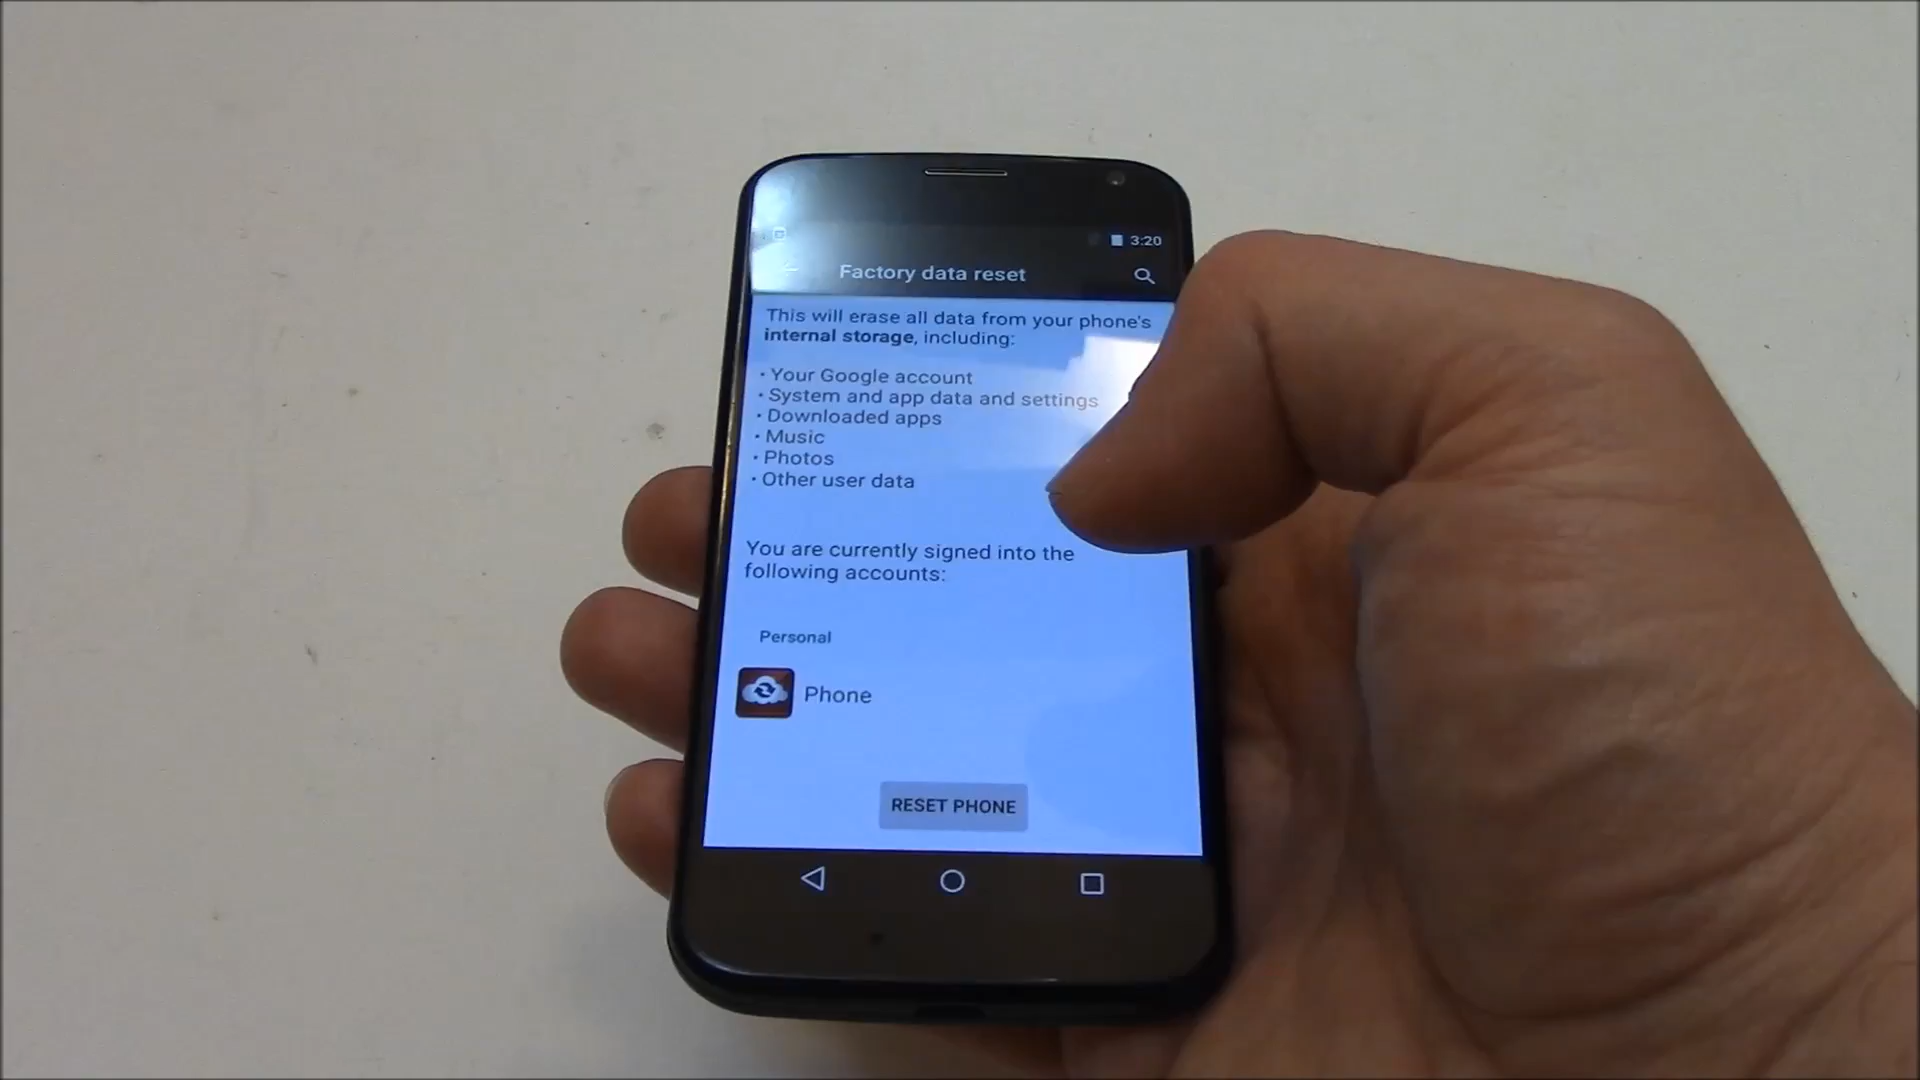 3:20
Factory data reset
This will erase all data from your phone's
internal storage, including:
• Your Google account
• System and app data and settings
• Downloaded apps
• Music
• Photos
• Other user data
You are currently signed into the
following accounts:
Personal
Phone
RESET PHONE